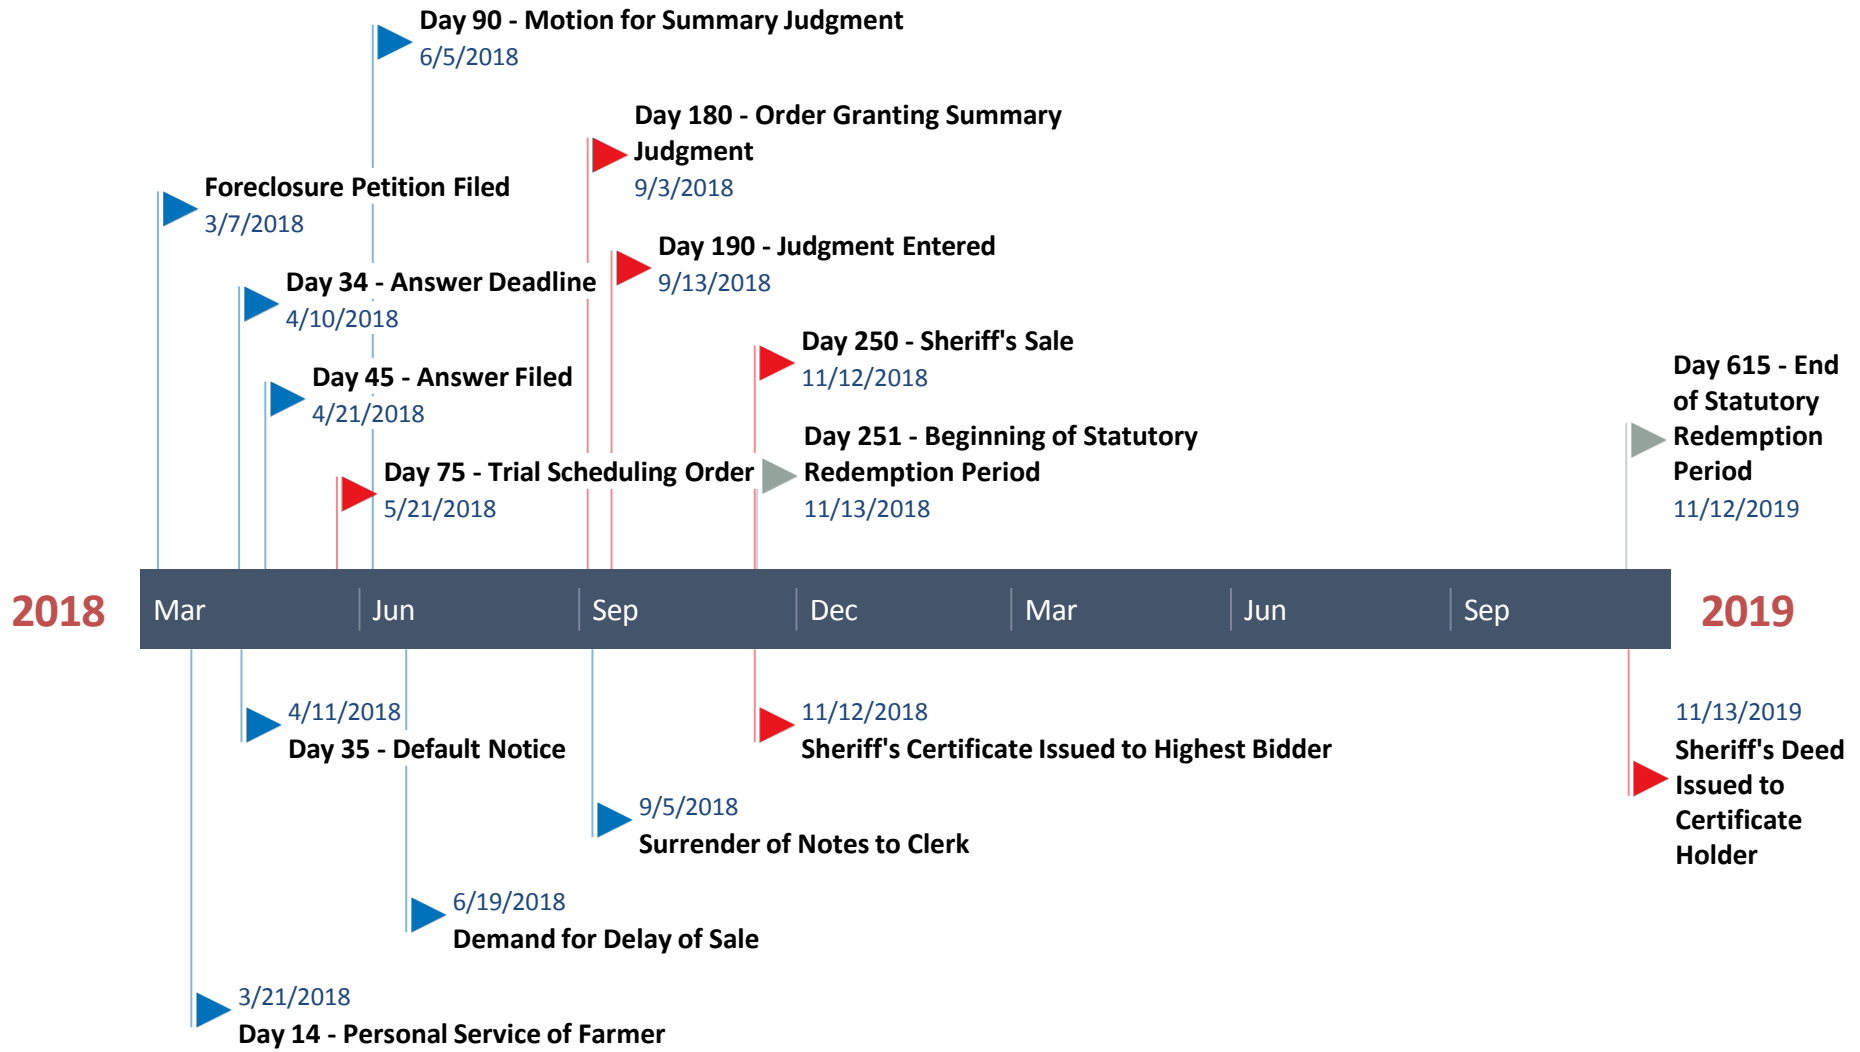 Day 90 - Motion for Summary Judgment
6/5/2018
Day 180 - Order Granting Summary
Judgment
9/3/2018
Foreclosure Petition Filed
3/7/2018
Day 190 - Judgment Entered
9/13/2018
Day 34 - Answer Deadline
4/10/2018
Day 250 - Sheriff's Sale
11/12/2018
Day 615 - End
of Statutory
Redemption
Period
11/12/2019
Day 45 - Answer Filed
4/21/2018
Day 251 - Beginning of Statutory
Redemption Period
11/13/2018
Day 75 - Trial Scheduling Order
5/21/2018
2018 Mar Jun Sep Dec Mar Jun Sep 2019
4/11/2018
Day 35 - Default Notice
11/12/2018
Sheriff's Certificate Issued to Highest Bidder
11/13/2019
Sheriff's Deed
Issued to
Certificate
Holder
9/5/2018
Surrender of Notes to Clerk
6/19/2018
Demand for Delay of Sale
3/21/2018
Day 14 - Personal Service of Farmer